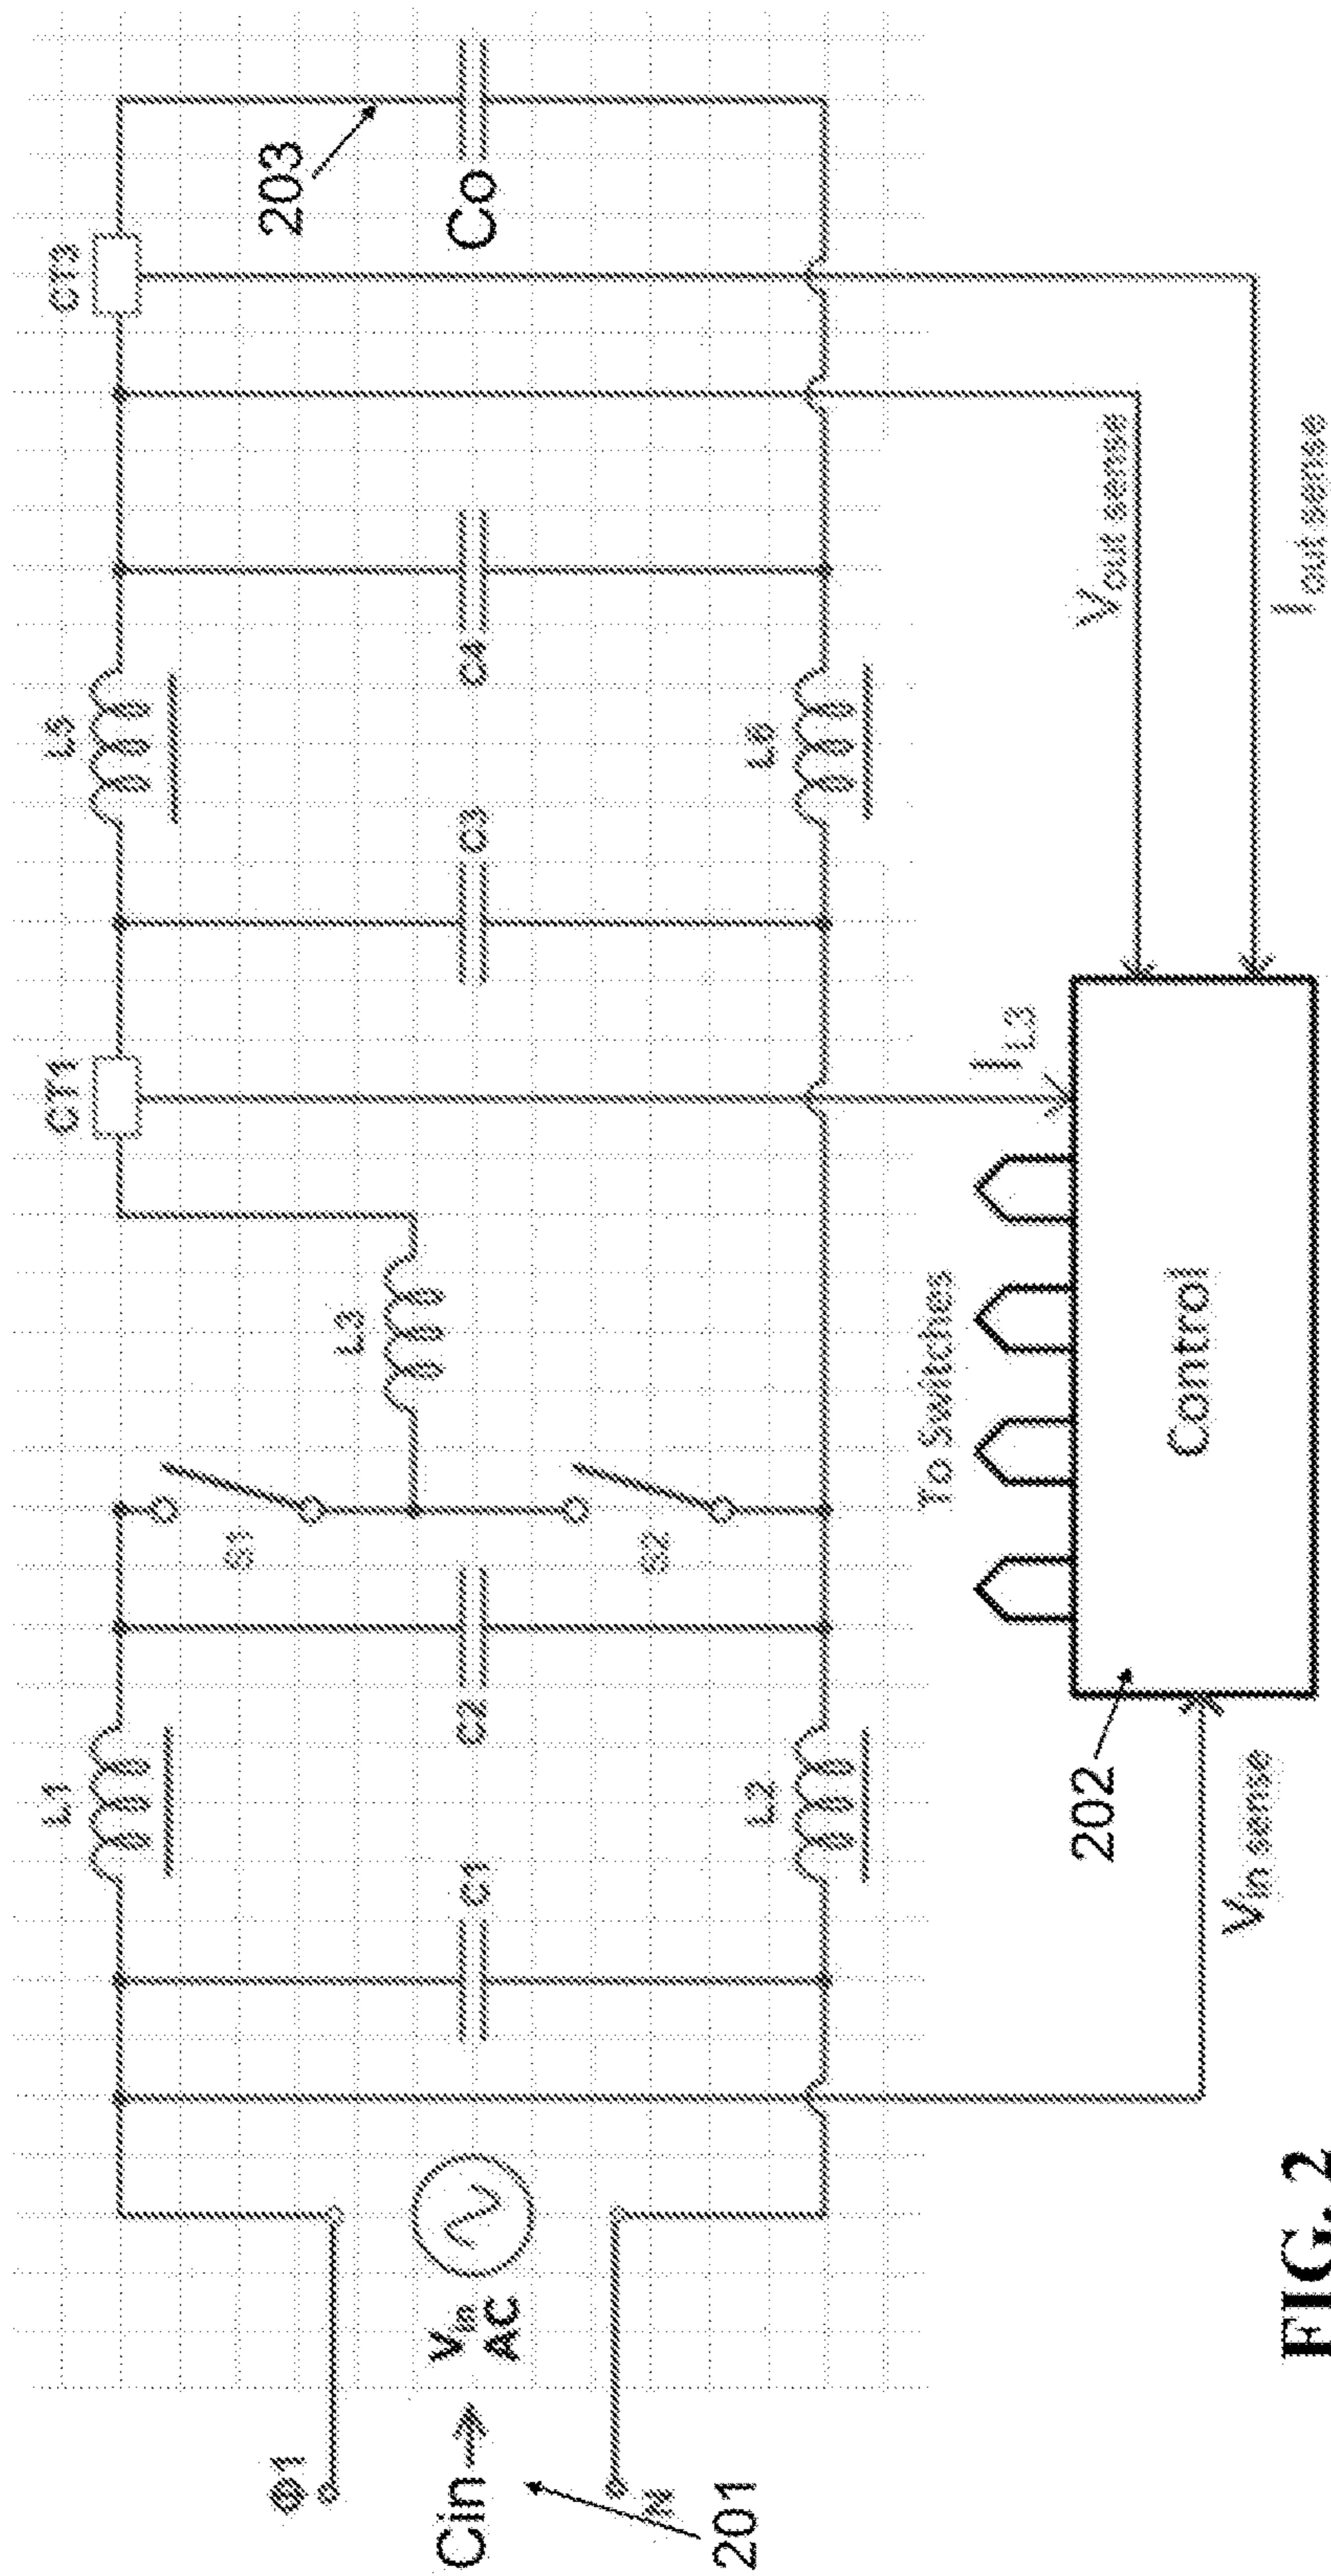 Φ1
Cin
201
N
Vin
AC
L1
C1
C2
L2
S1
S2
L3
CT1
L5
C3
C4
L6
CT3
203
Co
Vin sense
202
To Switches
Control
IL3
Vout sense
Iout sense
FIG. 2